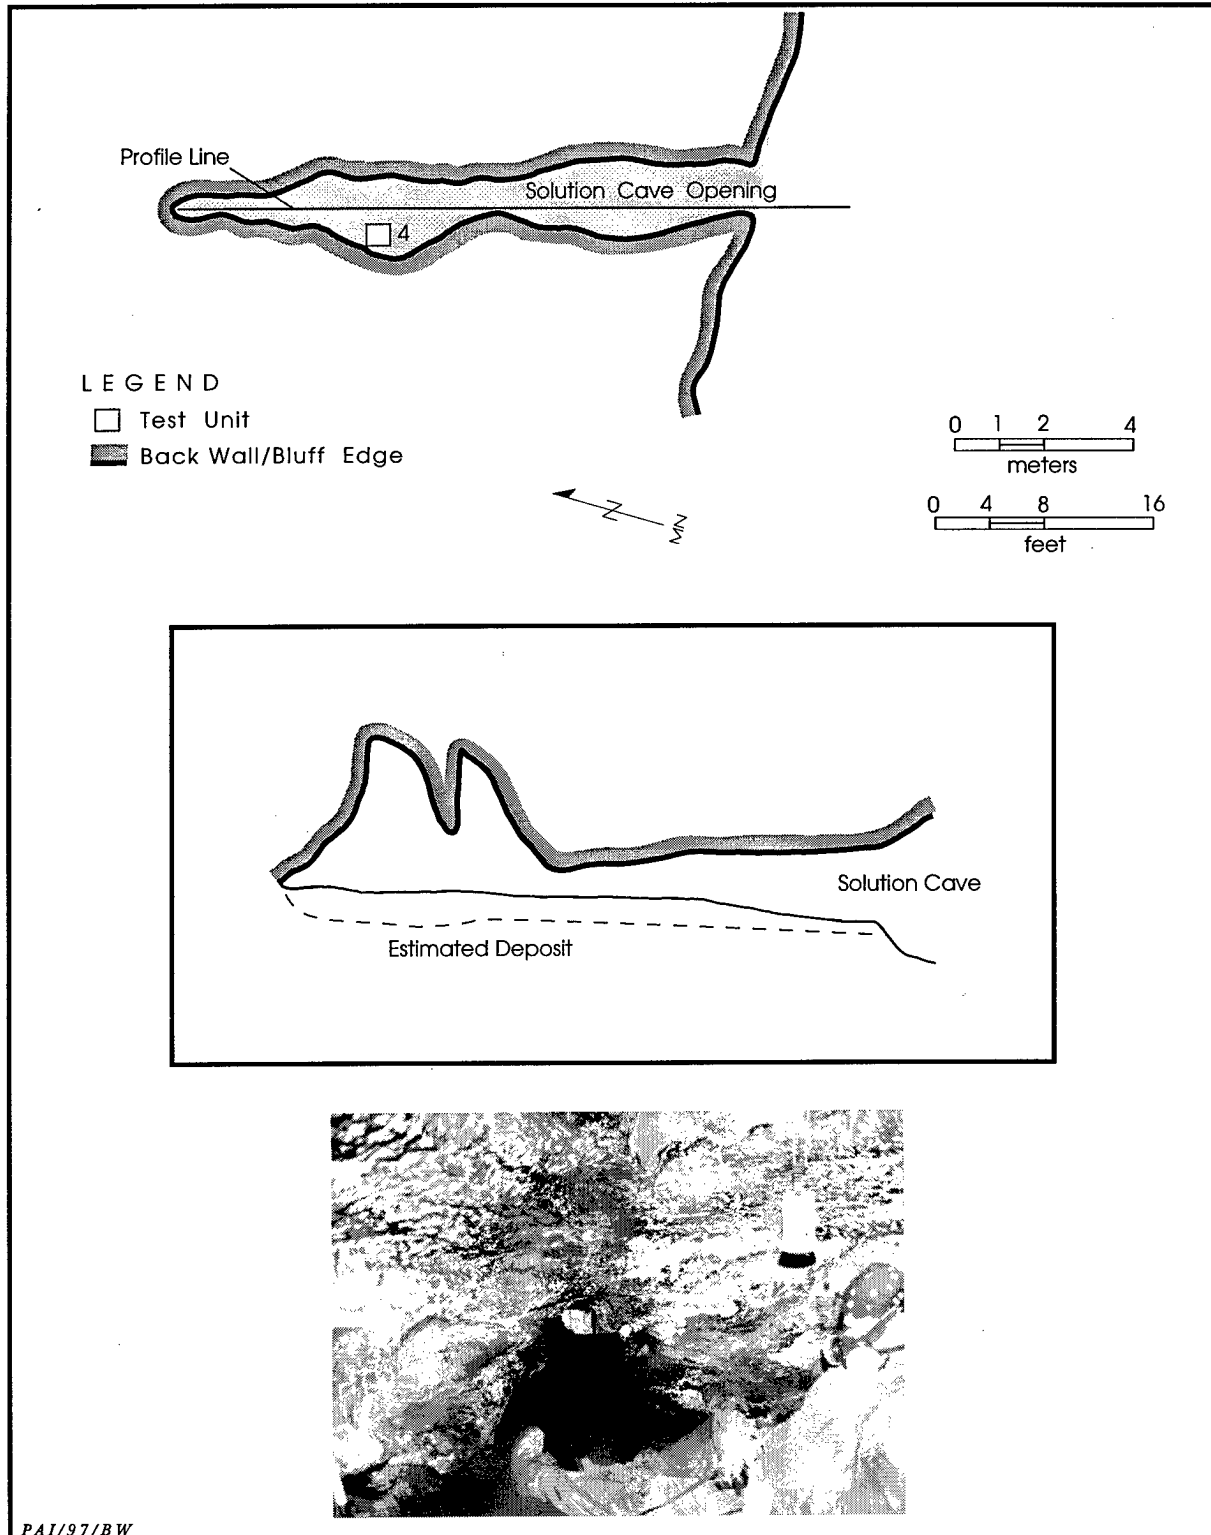 Profile Line
Solution Cave Opening
4
LEGEND
Test Unit
Back Wall/Bluff Edge
0 1 2 4
meters
0 4 8 16
feet
N
MN
Solution Cave
Estimated Deposit
PAI/97/BW